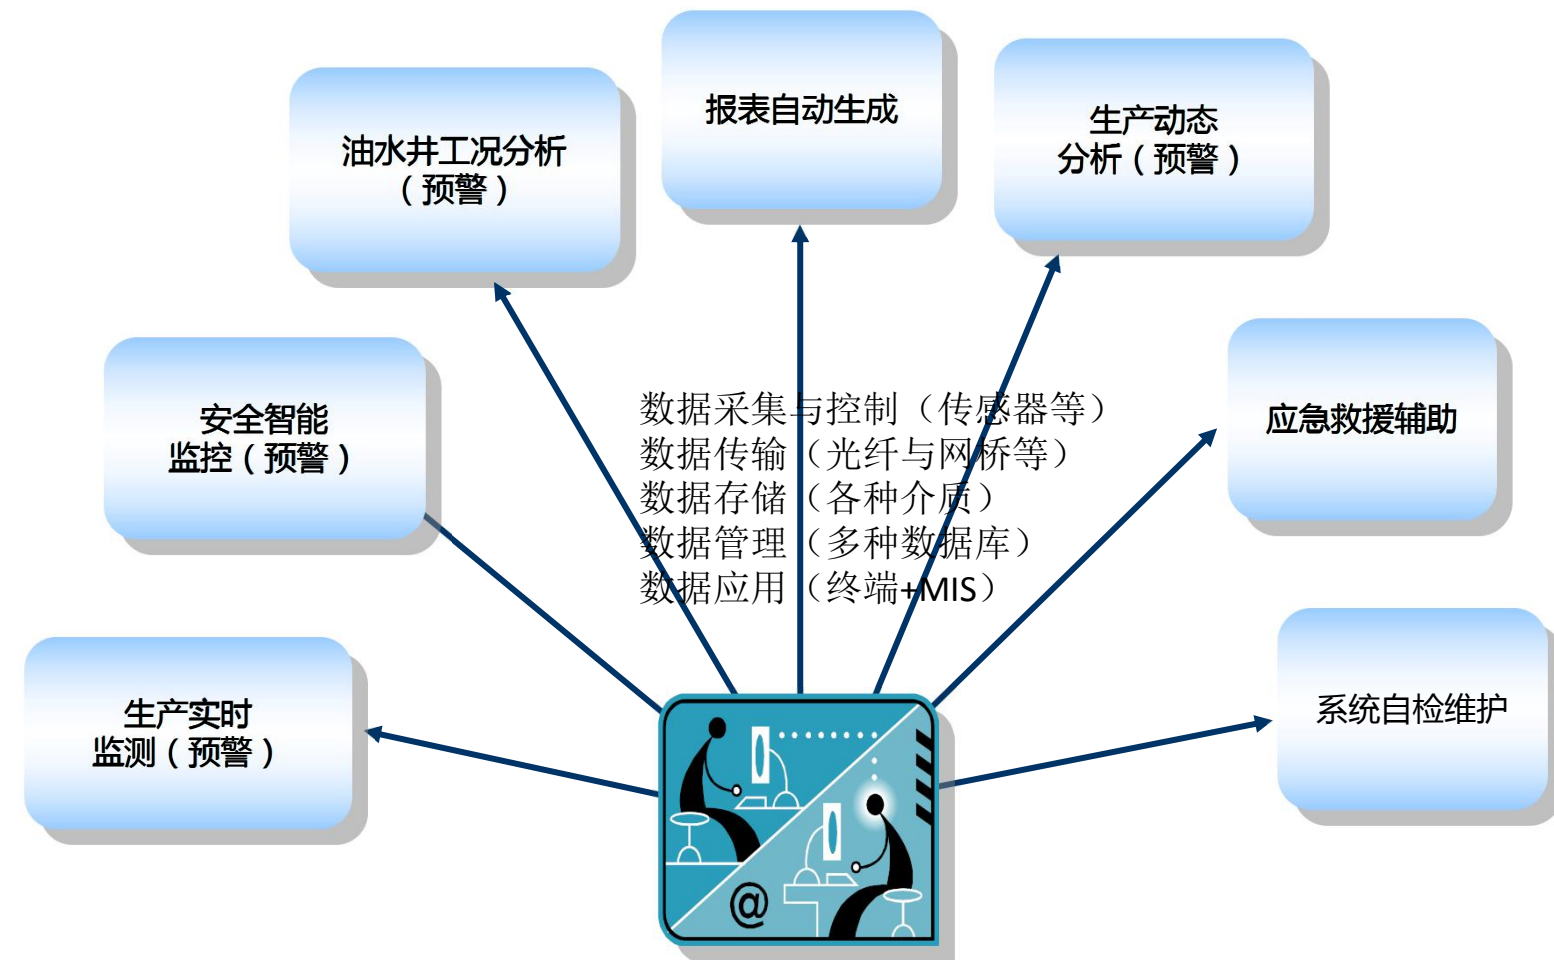 报表自动生成
生产动态
分析（预警）
油水井工况分析
（预警）
安全智能
监控（预警）
应急救援辅助
数据采集与控制（传感器等）
数据传输（光纤与网桥等）
数据存储（各种介质）
数据管理（多种数据库）
数据应用（终端+MIS）
生产实时
监测（预警）
系统自检维护
@